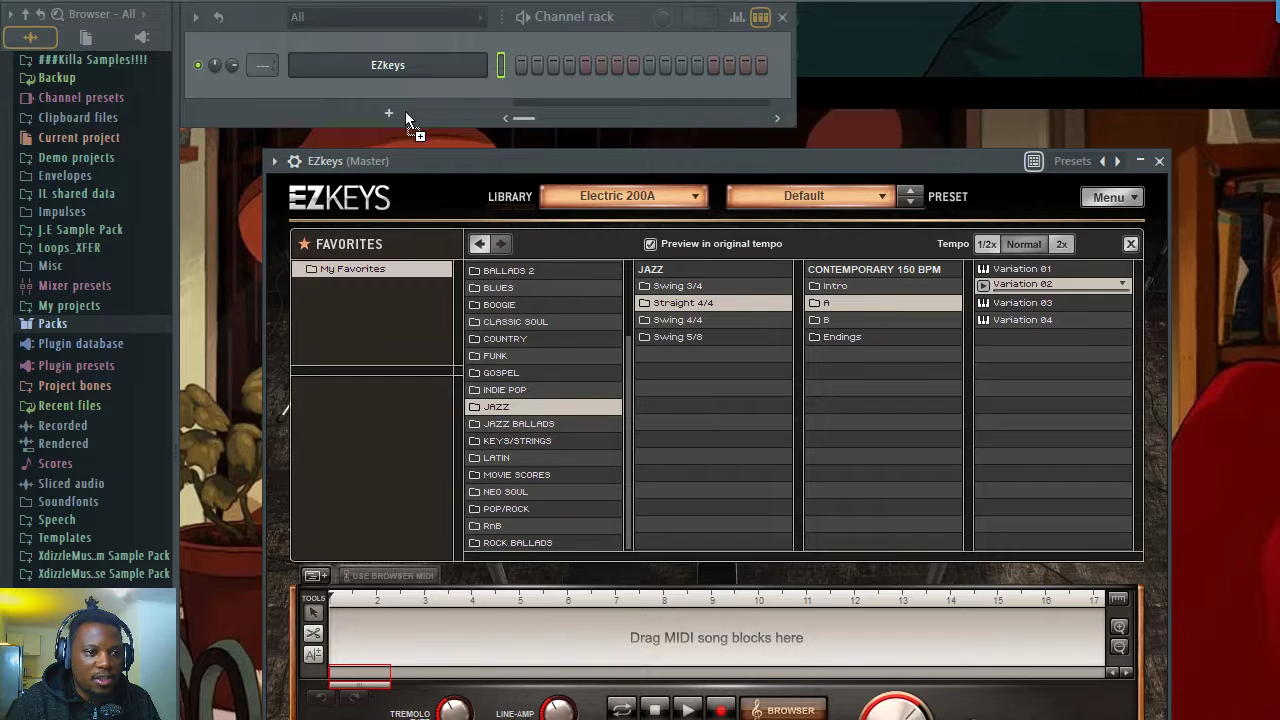 Browser - All
All
Channel rack
###Killa Samples!!!!
Backup
Channel presets
Clipboard files
Current project
Demo projects
Envelopes
IL shared data
Impulses
J.E Sample Pack
Loops_XFER
Misc
Mixer presets
My projects
Packs
Plugin database
Plugin presets
Project bones
Recent files
Recorded
Rendered
Scores
Sliced audio
Soundfonts
Speech
Templates
XdizzleMus..m Sample Pack
XdizzleMus..se Sample Pack
EZkeys
EZkeys (Master)
Presets
EZKEYS
LIBRARY
Electric 200A
Default
PRESET
Menu
FAVORITES
Preview in original tempo
Tempo
1/2x
Normal
2x
My Favorites
BALLADS 2
BLUES
BOOGIE
CLASSIC SOUL
COUNTRY
FUNK
GOSPEL
INDIE POP
JAZZ
JAZZ BALLADS
KEYS/STRINGS
LATIN
MOVIE SCORES
NEO SOUL
POP/ROCK
RnB
ROCK BALLADS
JAZZ
Swing 3/4
Straight 4/4
Swing 4/4
Swing 5/8
CONTEMPORARY 150 BPM
Intro
A
B
Endings
Variation 01
Variation 02
Variation 03
Variation 04
USE BROWSER MIDI
TOOLS
2 3 4 5 6 7 8 9 10 11 12 13 14 15 16 17
Drag MIDI song blocks here
TREMOLO
LINE-AMP
BROWSER